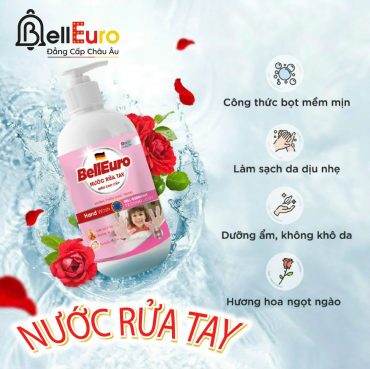 BellEuro
Đẳng Cấp Châu Âu
BellEuro
NƯỚC RỬA TAY
Hand Wash
Công thức bọt mềm mịn
Làm sạch da dịu nhẹ
Dưỡng ẩm, không khô da
Hương hoa ngọt ngào
NƯỚC RỬA TAY